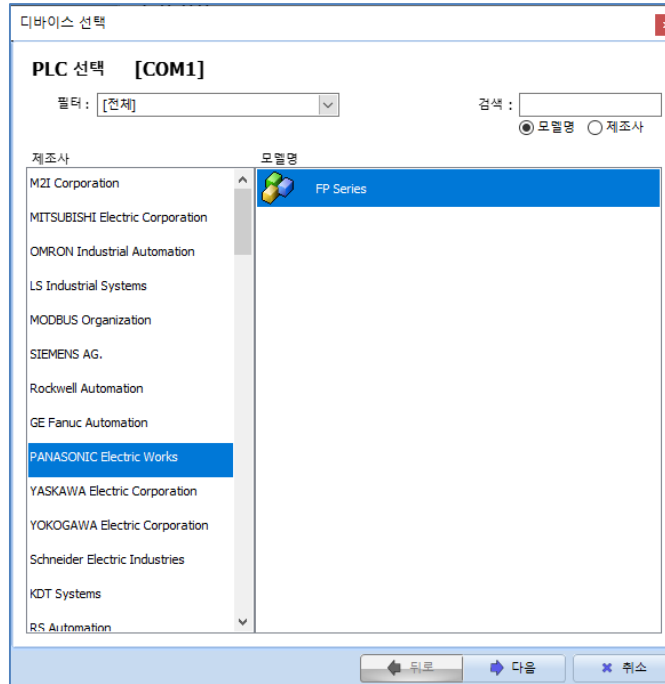 디바이스 선택
PLC 선택 [COM1]
필터 : [전체]
검색 :
모델명 제조사
제조사
M2I Corporation
MITSUBISHI Electric Corporation
OMRON Industrial Automation
LS Industrial Systems
MODBUS Organization
SIEMENS AG.
Rockwell Automation
GE Fanuc Automation
PANASONIC Electric Works
YASKAWA Electric Corporation
YOKOGAWA Electric Corporation
Schneider Electric Industries
KDT Systems
RS Automation
모델명
FP Series
뒤로 다음 취소